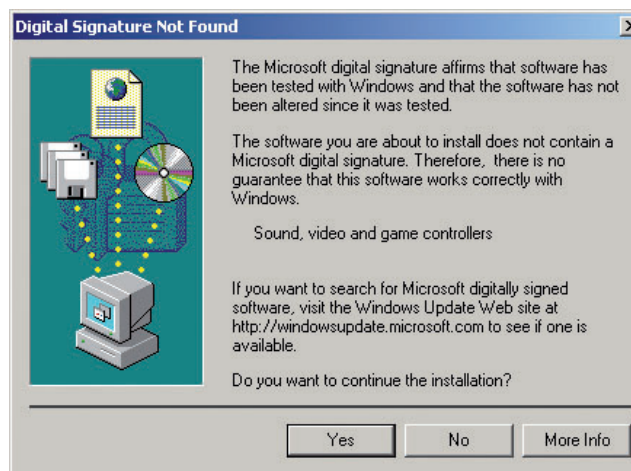 Digital Signature Not Found
The Microsoft digital signature affirms that software has
been tested with Windows and that the software has not
been altered since it was tested.
The software you are about to install does not contain a
Microsoft digital signature. Therefore, there is no
guarantee that this software works correctly with
Windows.
Sound, video and game controllers
If you want to search for Microsoft digitally signed
software, visit the Windows Update Web site at
http://windowsupdate.microsoft.com to see if one is
available.
Do you want to continue the installation?
Yes No More Info